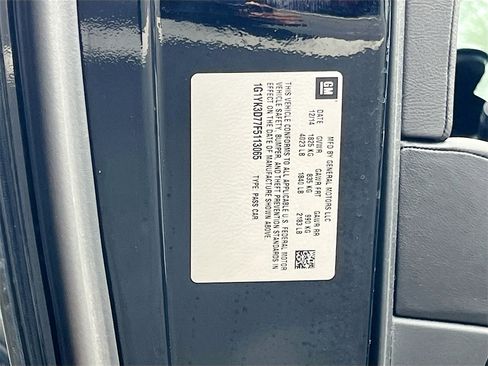 GM
MFD BY GENERAL MOTORS LLC
DATE GVWR GAWR FRT GAWR RR
12/14 1825 KG 835 KG 990 KG
4023 LB 1840 LB 2183 LB
THIS VEHICLE CONFORMS TO ALL APPLICABLE U.S. FEDERAL MOTOR
VEHICLE SAFETY, BUMPER, AND THEFT PREVENTION STANDARDS IN
EFFECT ON THE DATE OF MANUFACTURE SHOWN ABOVE.
1G1YK3D77F5113065 TYPE: PASS CAR